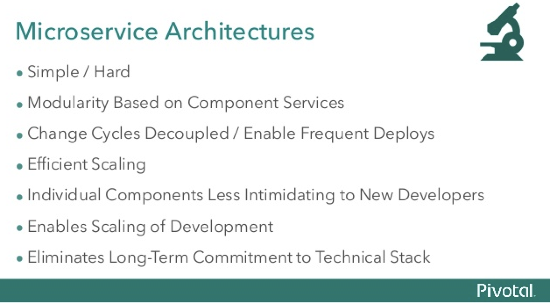 Microservice Architectures
• Simple / Hard
• Modularity Based on Component Services
• Change Cycles Decoupled / Enable Frequent Deploys
• Efficient Scaling
• Individual Components Less Intimidating to New Developers
• Enables Scaling of Development
• Eliminates Long-Term Commitment to Technical Stack
Pivotal